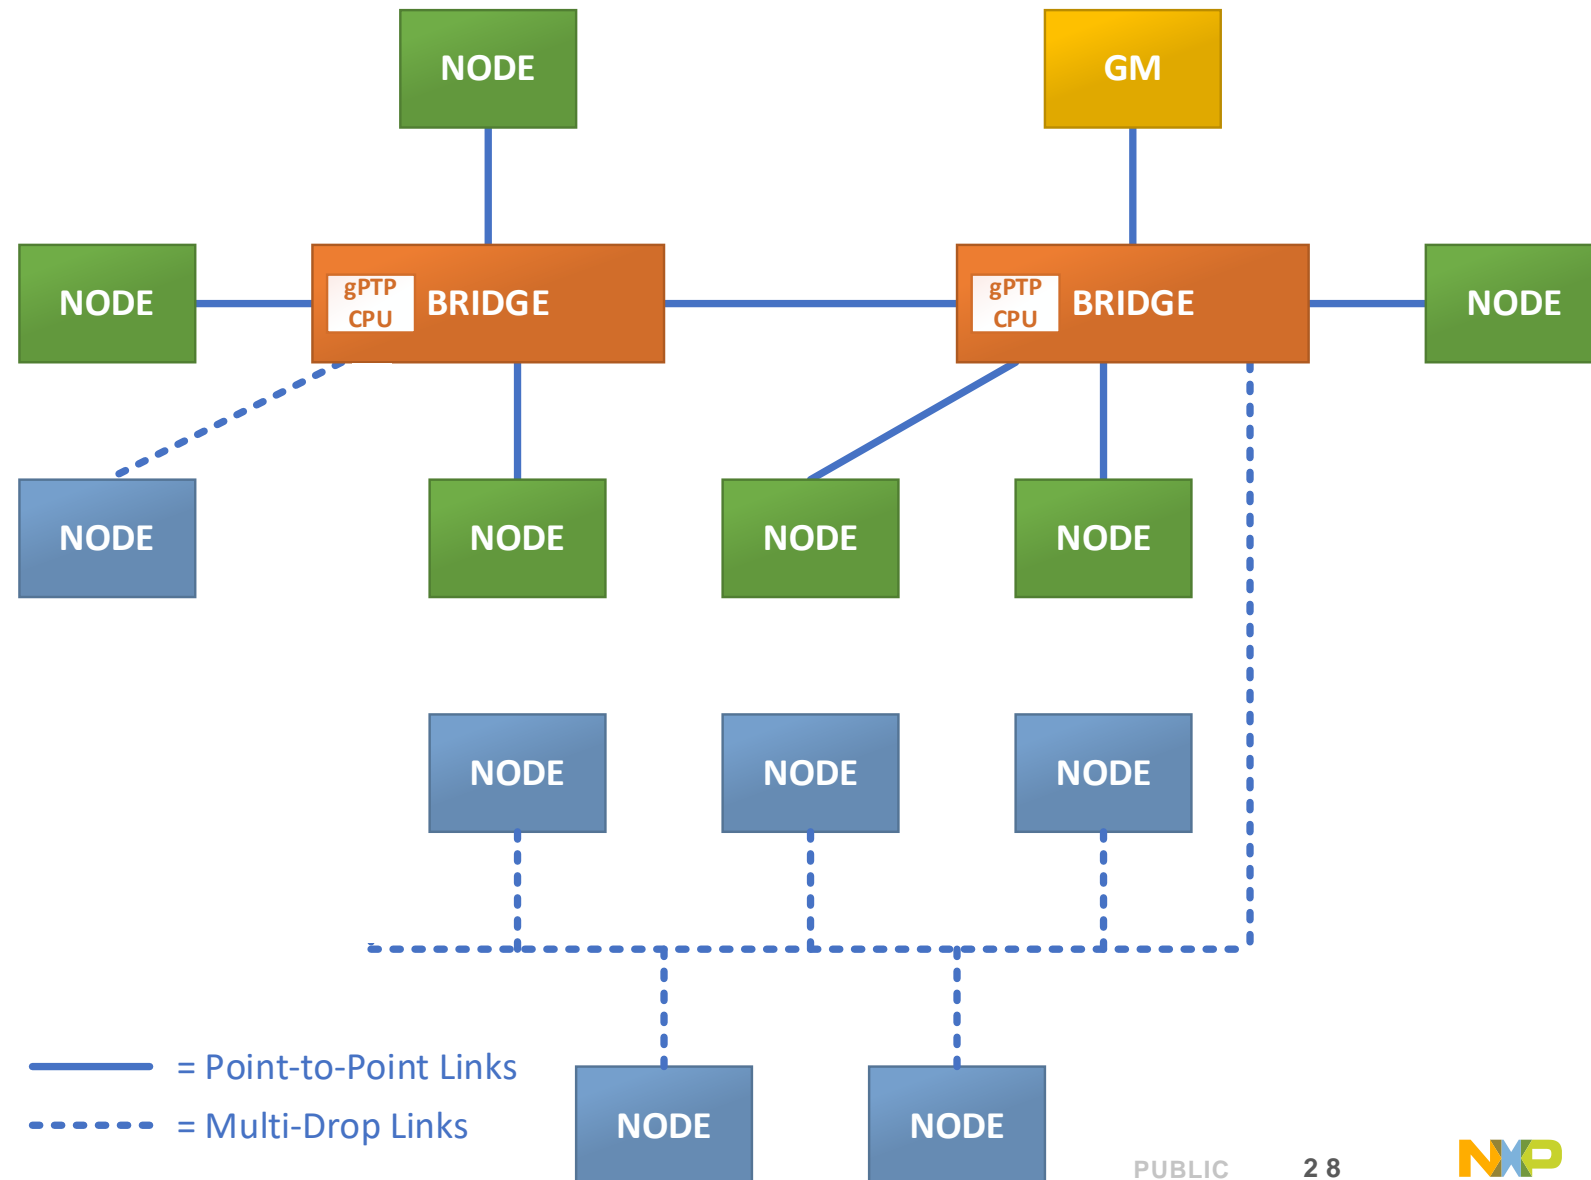 NODE
GM
NODE
gPTP
CPU
BRIDGE
gPTP
CPU
BRIDGE
NODE
NODE
NODE
NODE
NODE
NODE
NODE
NODE
= Point-to-Point Links
= Multi-Drop Links
NODE
NODE
PUBLIC
28
NXP